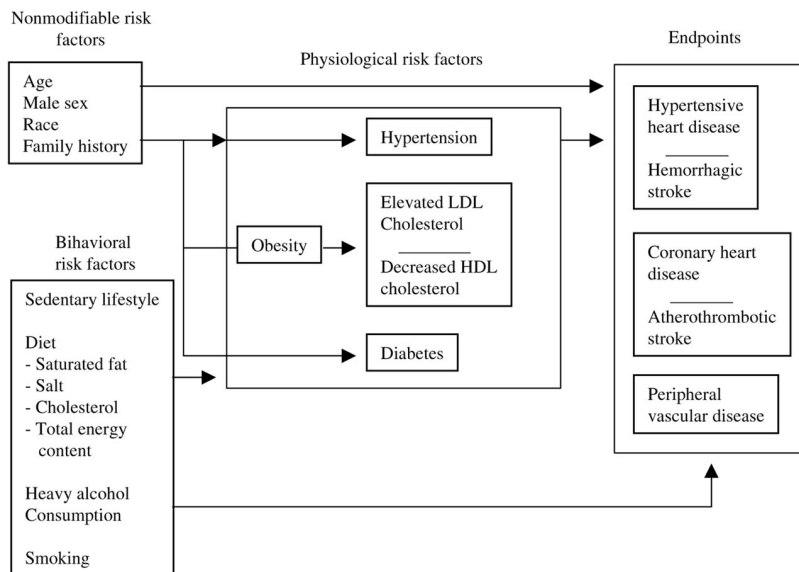 Nonmodifiable risk
factors
Age
Male sex
Race
Family history
Bihavioral
risk factors
Sedentary lifestyle
Diet
- Saturated fat
- Salt
- Cholesterol
- Total energy
content
Heavy alcohol
Consumption
Smoking
Physiological risk factors
Hypertension
Obesity
Elevated LDL
Cholesterol
Decreased HDL
cholesterol
Diabetes
Endpoints
Hypertensive
heart disease
Hemorrhagic
stroke
Coronary heart
disease
Atherothrombotic
stroke
Peripheral
vascular disease